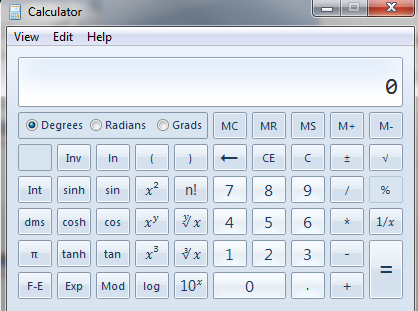 Calculator
View Edit Help
0
Degrees Radians Grads MC MR MS M+ M-
Inv ln ( ) ← CE C ± √
Int sinh sin x² n! 7 8 9 / %
dms cosh cos xʸ ʸ√x 4 5 6 * 1/x
π tanh tan x³ ³√x 1 2 3 - =
F-E Exp Mod log 10ˣ 0 . +